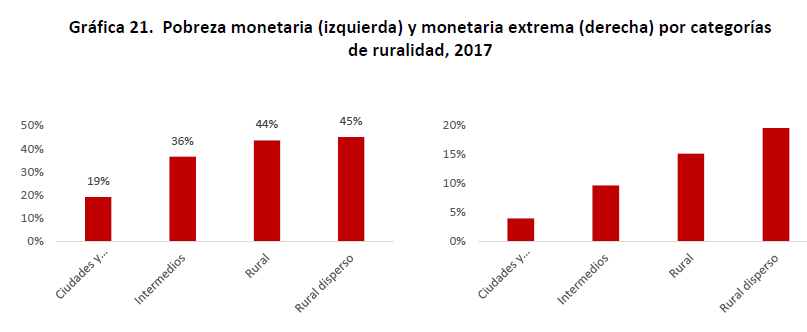 Gráfica 21.  Pobreza monetaria (izquierda) y monetaria extrema (derecha) por categorías
de ruralidad, 2017
50%
40%
30%
20%
10%
0%
19%
36%
44%
45%
Ciudades y...
Intermedios
Rural
Rural disperso
20%
15%
10%
5%
0%
Ciudades y...
Intermedios
Rural
Rural disperso